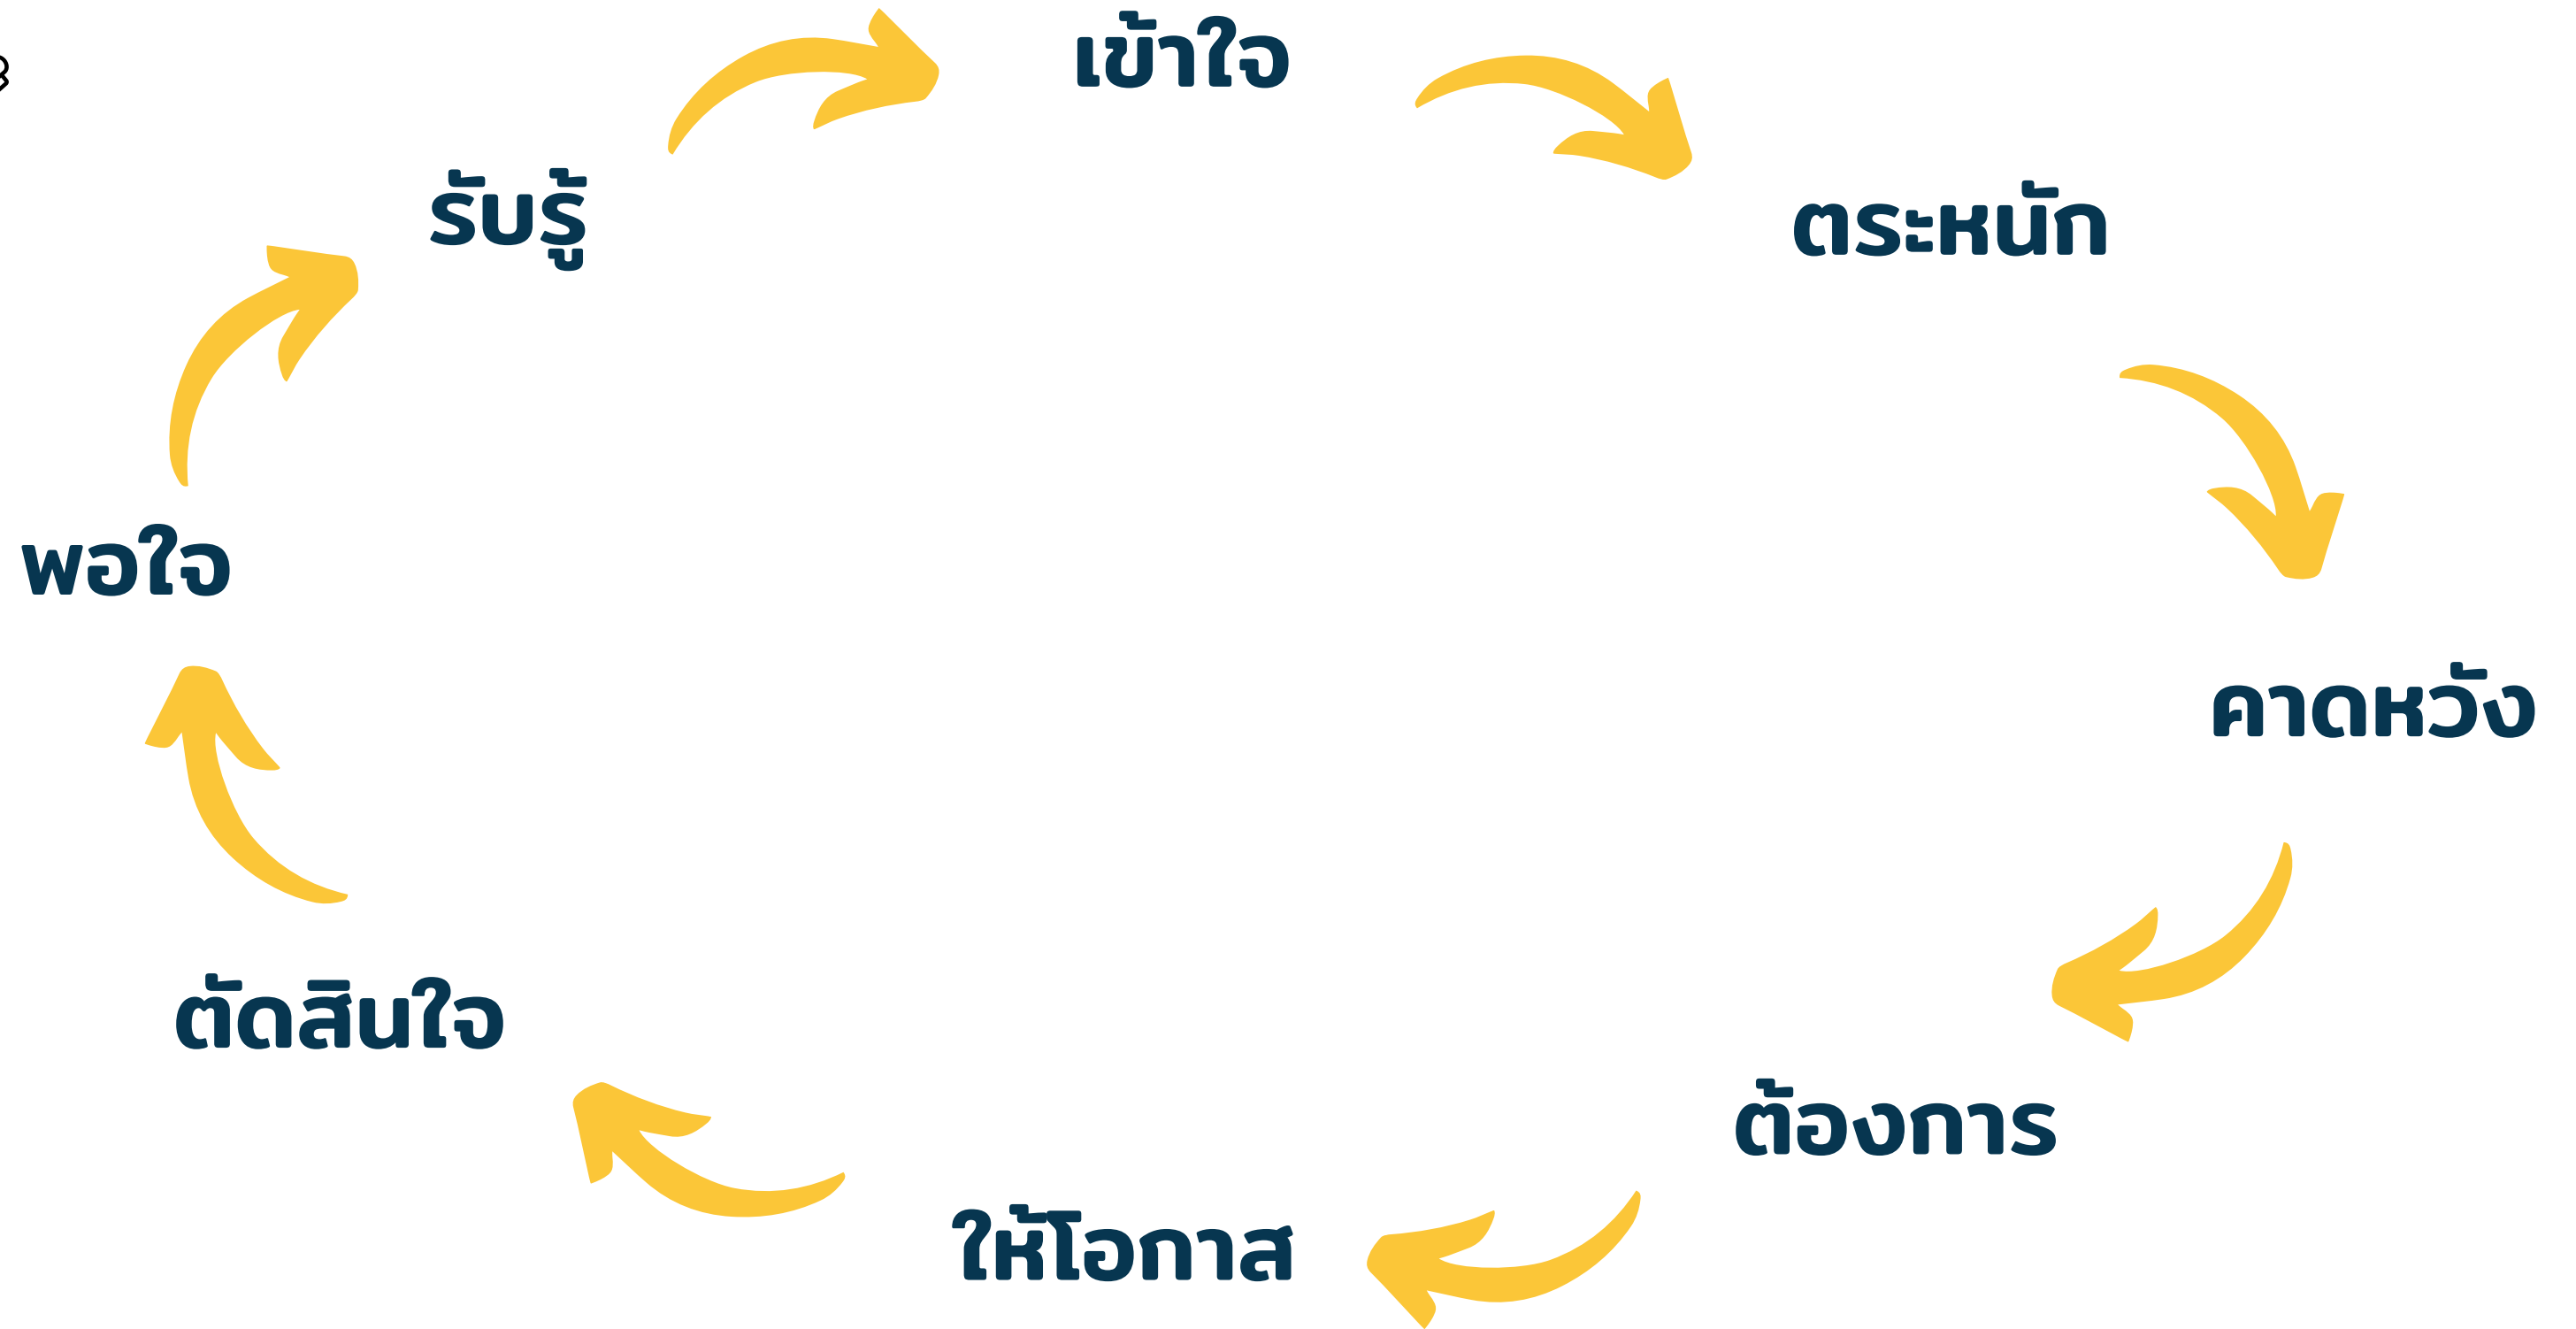 เข้าใจ
ตระหนัก
คาดหวัง
ต้องการ
ให้โอกาส
ตัดสินใจ
พอใจ
รับรู้